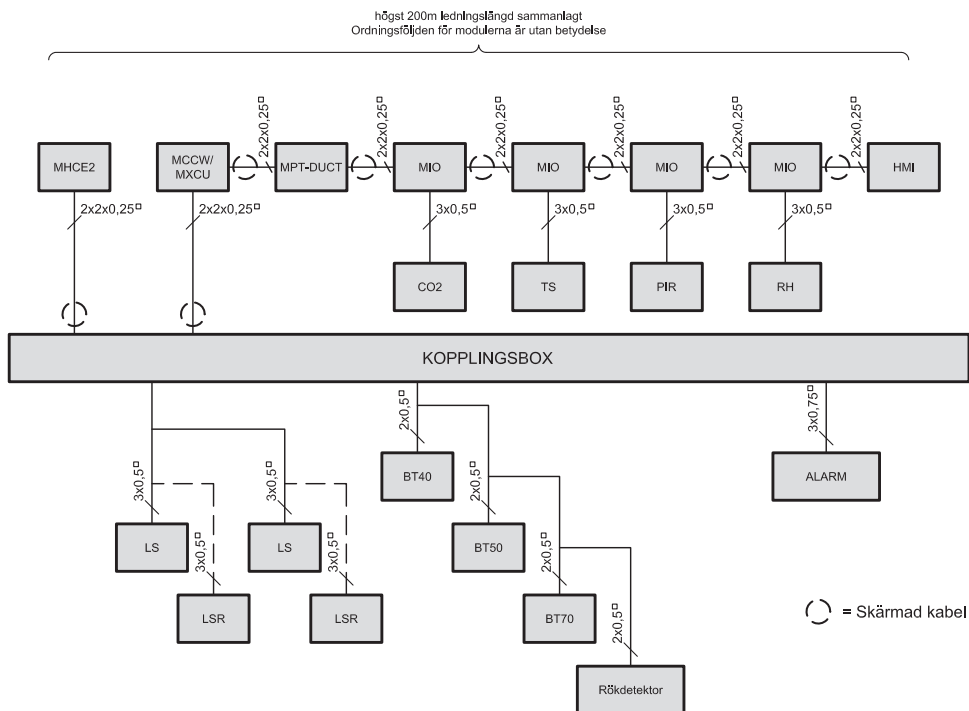 högst 200m ledningslängd sammanlagt
Ordningsföljden för modulerna är utan betydelse
2x2x0,25▫
2x2x0,25▫
2x2x0,25▫
2x2x0,25▫
2x2x0,25▫
2x2x0,25▫
MHCE2
MCCW/
MXCU
MPT-DUCT
MIO
MIO
MIO
MIO
HMI
2x2x0,25▫
2x2x0,25▫
3x0,5▫
3x0,5▫
3x0,5▫
3x0,5▫
CO2
TS
PIR
RH
KOPPLINGSBOX
2x0,5▫
3x0,75▫
3x0,5▫
3x0,5▫
BT40
2x0,5▫
ALARM
LS
3x0,5▫
LS
3x0,5▫
BT50
2x0,5▫
LSR
LSR
BT70
2x0,5▫
= Skärmad kabel
Rökdetektor